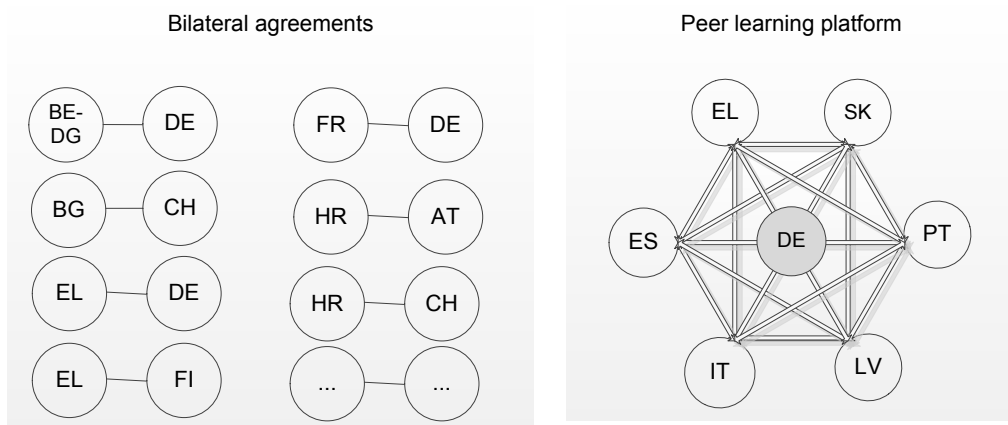 Bilateral agreements
BE-
DG
DE
BG
CH
EL
DE
EL
FI
FR
DE
HR
AT
HR
CH
...
...
Peer learning platform
EL
SK
ES
DE
PT
IT
LV